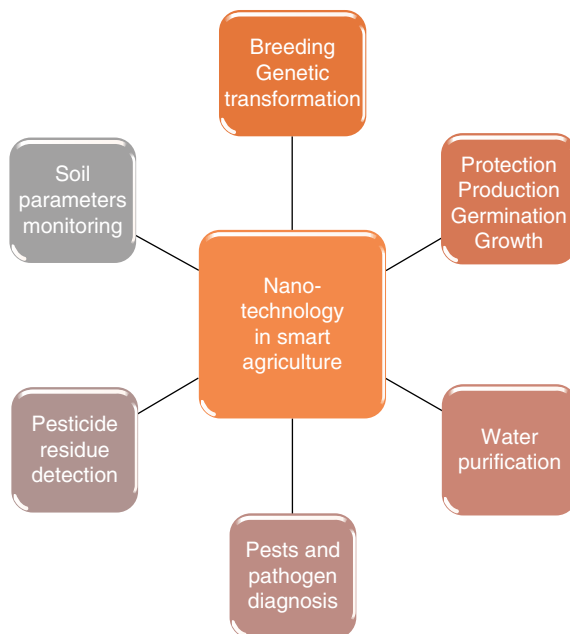 Breeding
Genetic
transformation
Soil
parameters
monitoring
Protection
Production
Germination
Growth
Nano-
technology
in smart
agriculture
Pesticide
residue
detection
Water
purification
Pests and
pathogen
diagnosis